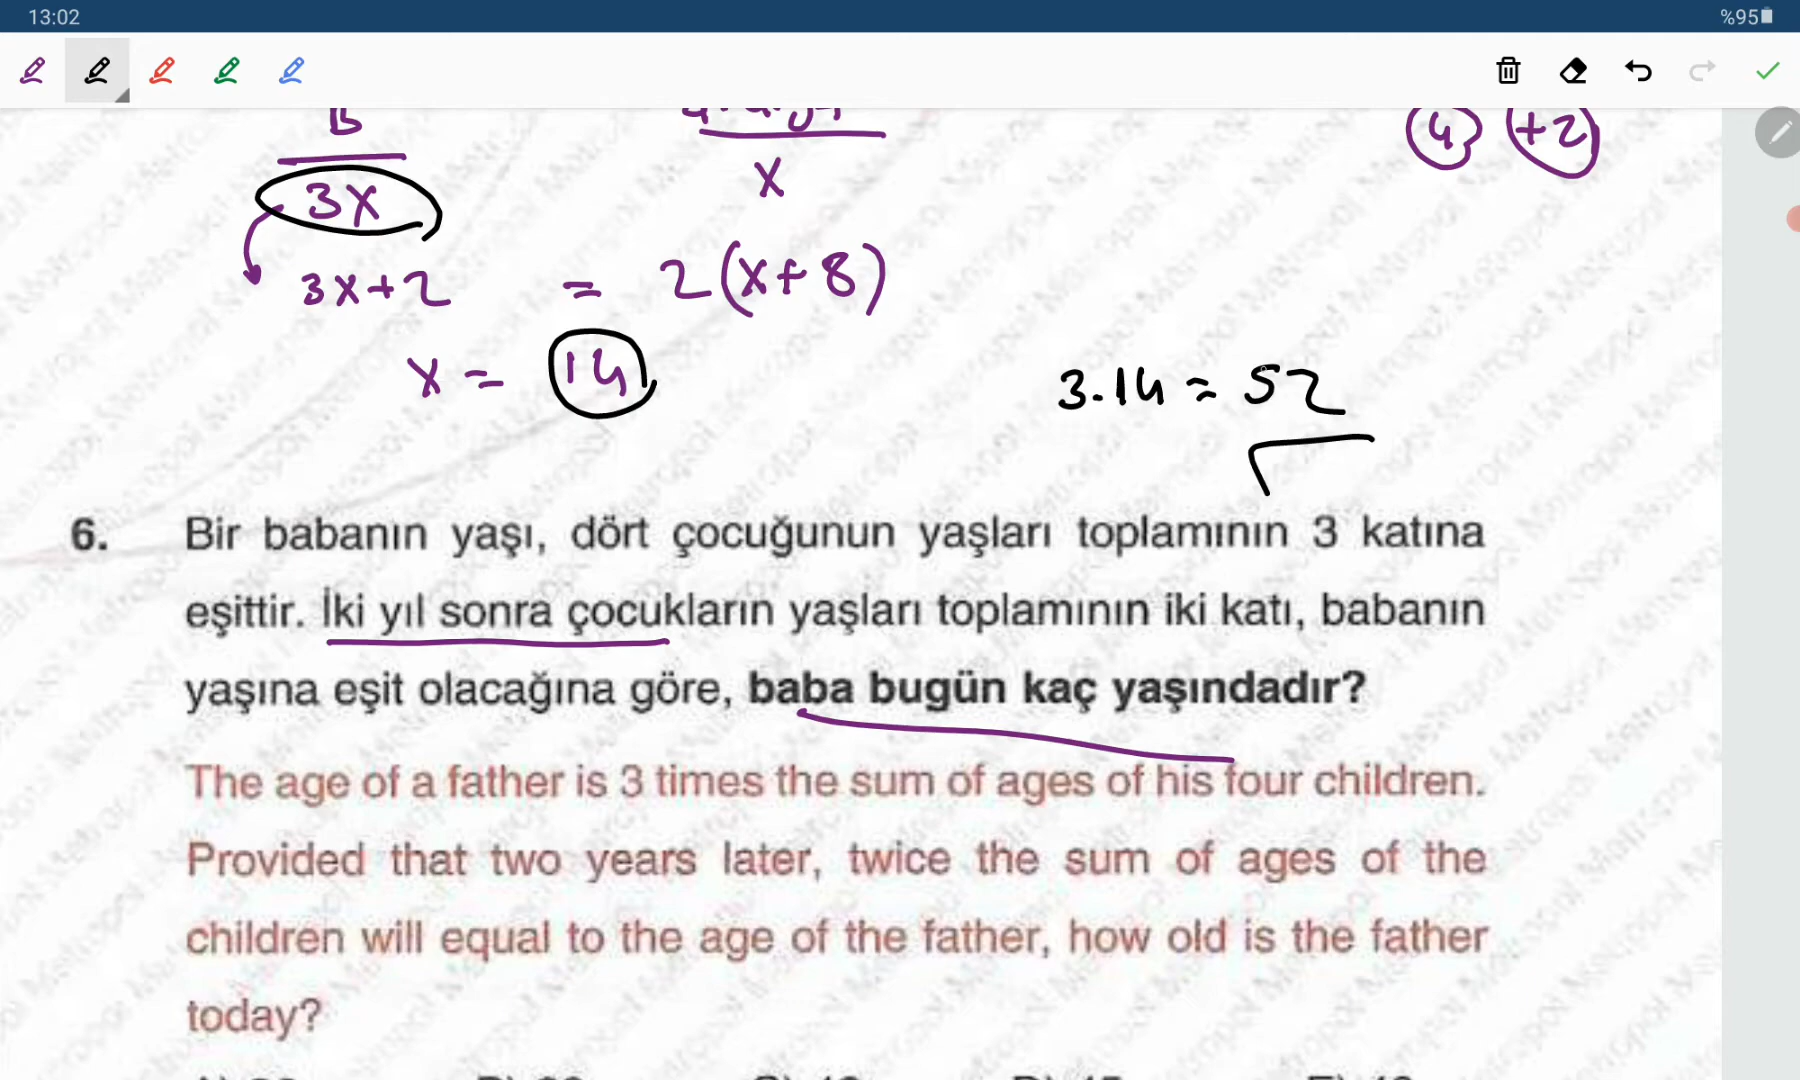 13:02 %95
B
4 +2
3x x
3x+2 = 2(x+8)
x = 14 3.14 = 52
6. Bir babanın yaşı, dört çocuğunun yaşları toplamının 3 katına
eşittir. İki yıl sonra çocukların yaşları toplamının iki katı, babanın
yaşına eşit olacağına göre, baba bugün kaç yaşındadır?
The age of a father is 3 times the sum of ages of his four children.
Provided that two years later, twice the sum of ages of the
children will equal to the age of the father, how old is the father
today?